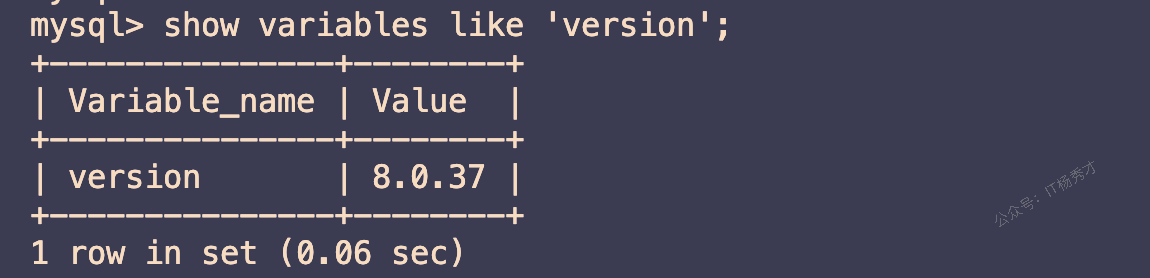 mysql> show variables like 'version';
+---------------+--------+
| Variable_name | Value  |
+---------------+--------+
| version       | 8.0.37 |
+---------------+--------+
1 row in set (0.06 sec)
公众号：IT杨秀才